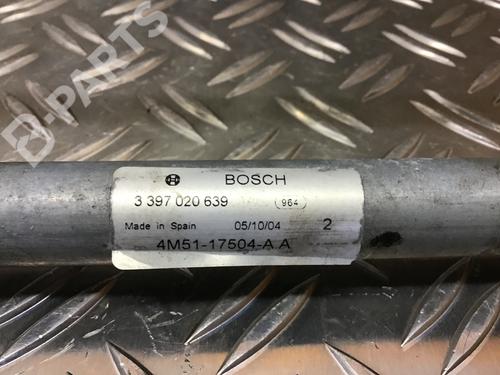 B-PARTS
BOSCH
3 397 020 639 964
Made in Spain 05/10/04 2
4M51-17504-A A